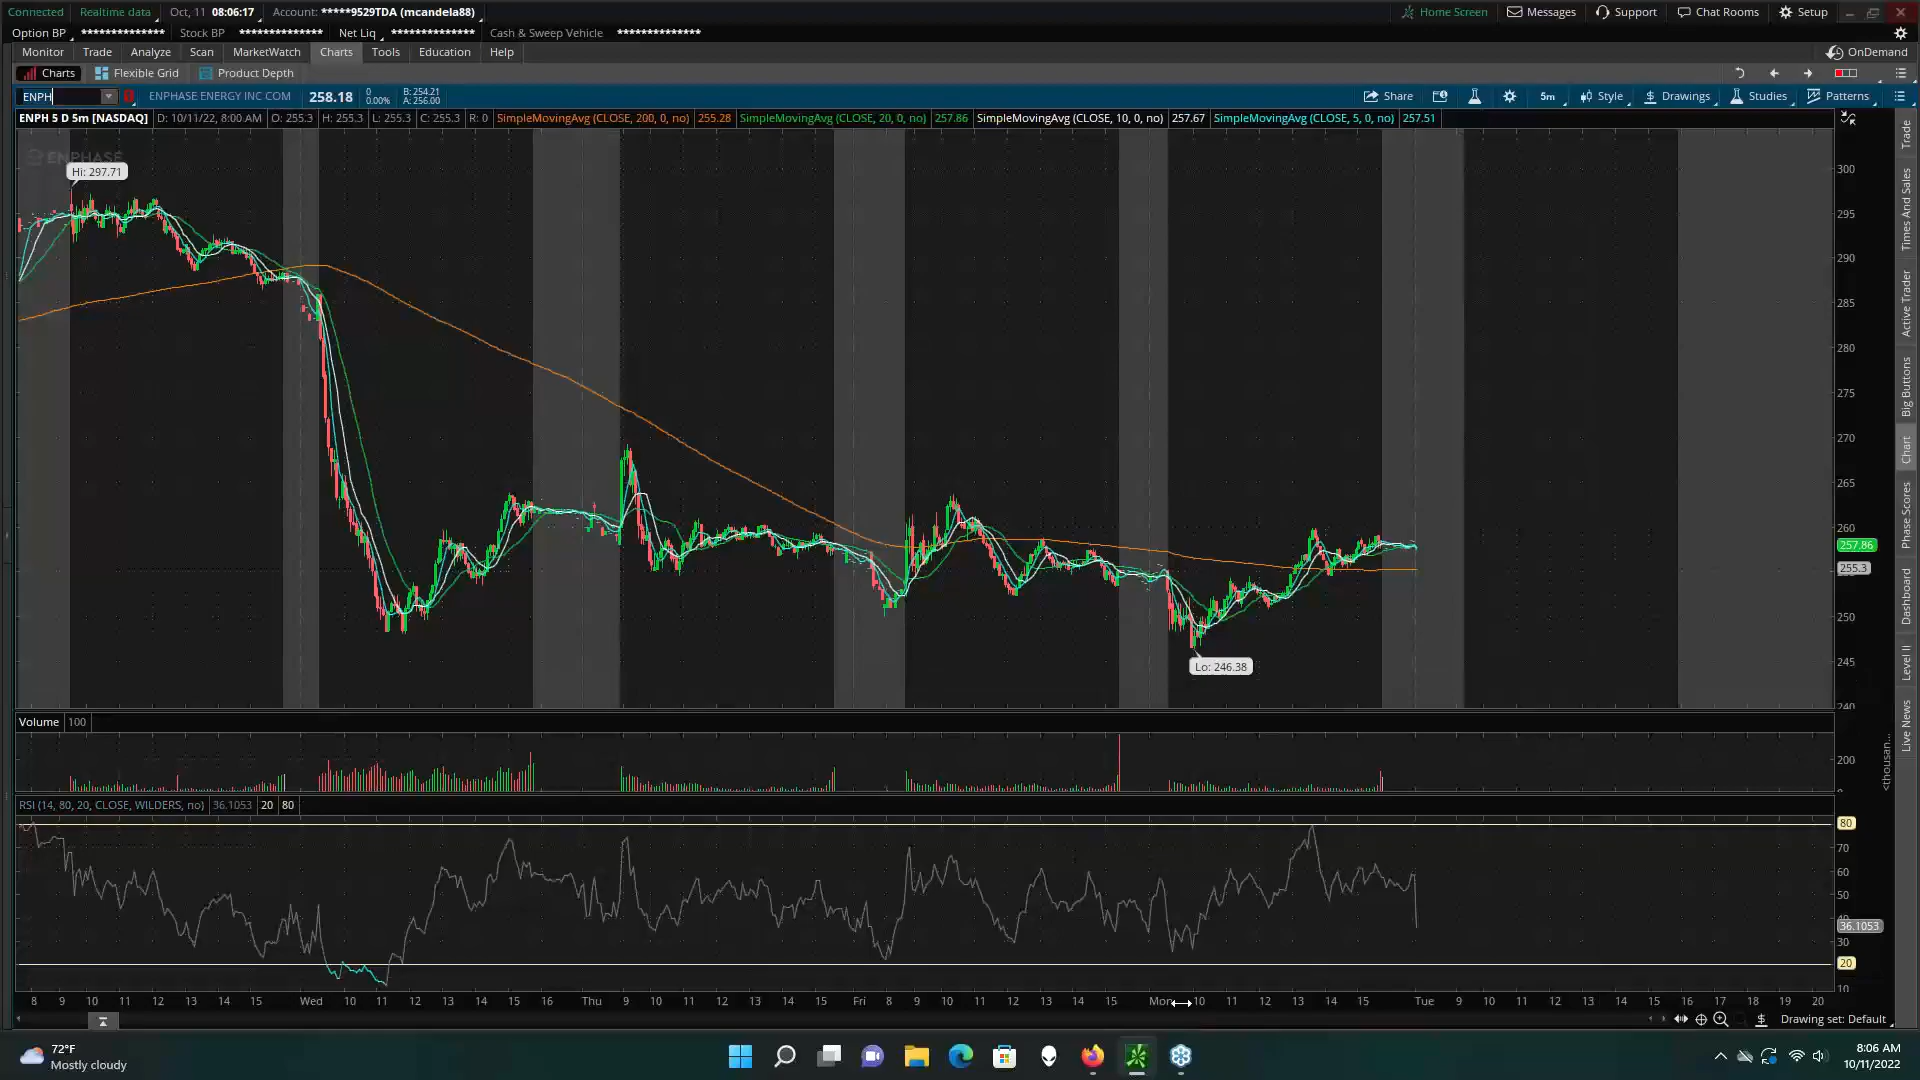 Connected Realtime data Oct, 11 08:06:17 Account: *****9529TDA (mcandela88) Home Screen Messages Support Chat Rooms Setup
Option BP ************** Stock BP ************** Net Liq ************** Cash & Sweep Vehicle **************
Monitor Trade Analyze Scan MarketWatch Charts Tools Education Help OnDemand
Charts Flexible Grid Product Depth
ENPH ENPHASE ENERGY INC COM 258.18 0 0.00% B: 254.21 A: 256.00 Share 5m Style Drawings Studies Patterns
ENPH 5 D 5m [NASDAQ] D: 10/11/22, 8:00 AM O: 255.3 H: 255.3 L: 255.3 C: 255.3 R: 0 SimpleMovingAvg (CLOSE, 200, 0, no) 255.28 SimpleMovingAvg (CLOSE, 20, 0, no) 257.86 SimpleMovingAvg (CLOSE, 10, 0, no) 257.67 SimpleMovingAvg (CLOSE, 5, 0, no) 257.51
ENPHASE
Hi: 297.71
300
295
290
285
280
275
270
265
260
257.86
255.3
250
245
240
Lo: 246.38
Trade
Times And Sales
Active Trader
Big Buttons
Chart
Phase Scores
Dashboard
Level II
Live News
Volume 100
200
<thousan...
RSI (14, 80, 20, CLOSE, WILDERS, no) 36.1053 20 80
80
70
60
50
36.1053
30
20
10
8 9 10 11 12 13 14 15 Wed 10 11 12 13 14 15 16 Thu 9 10 11 12 13 14 15 Fri 8 9 10 11 12 13 14 15 Mon 10 11 12 13 14 15 Tue 9 10 11 12 13 14 15 16 17 18 19 20
Drawing set: Default
72°F
Mostly cloudy
8:06 AM
10/11/2022